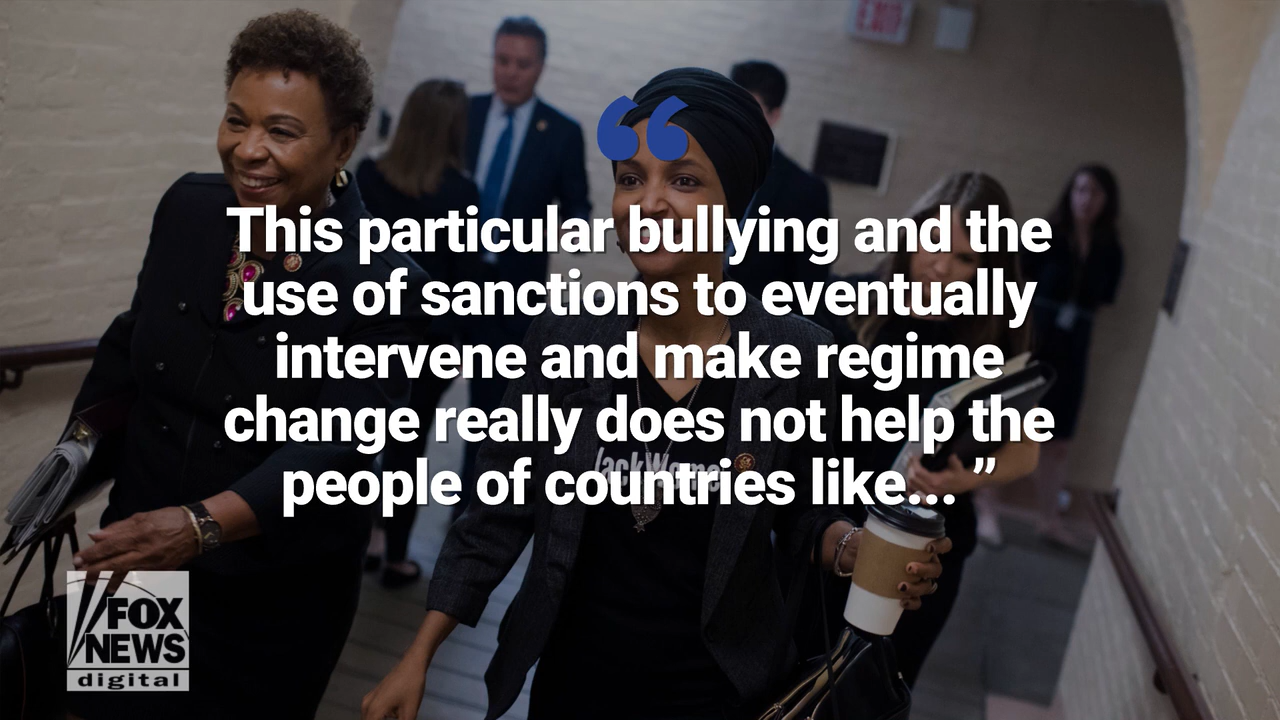 EXIT
“
This particular bullying and the
use of sanctions to eventually
intervene and make regime
change really does not help the
people of countries like... ”
FOX
NEWS
digital